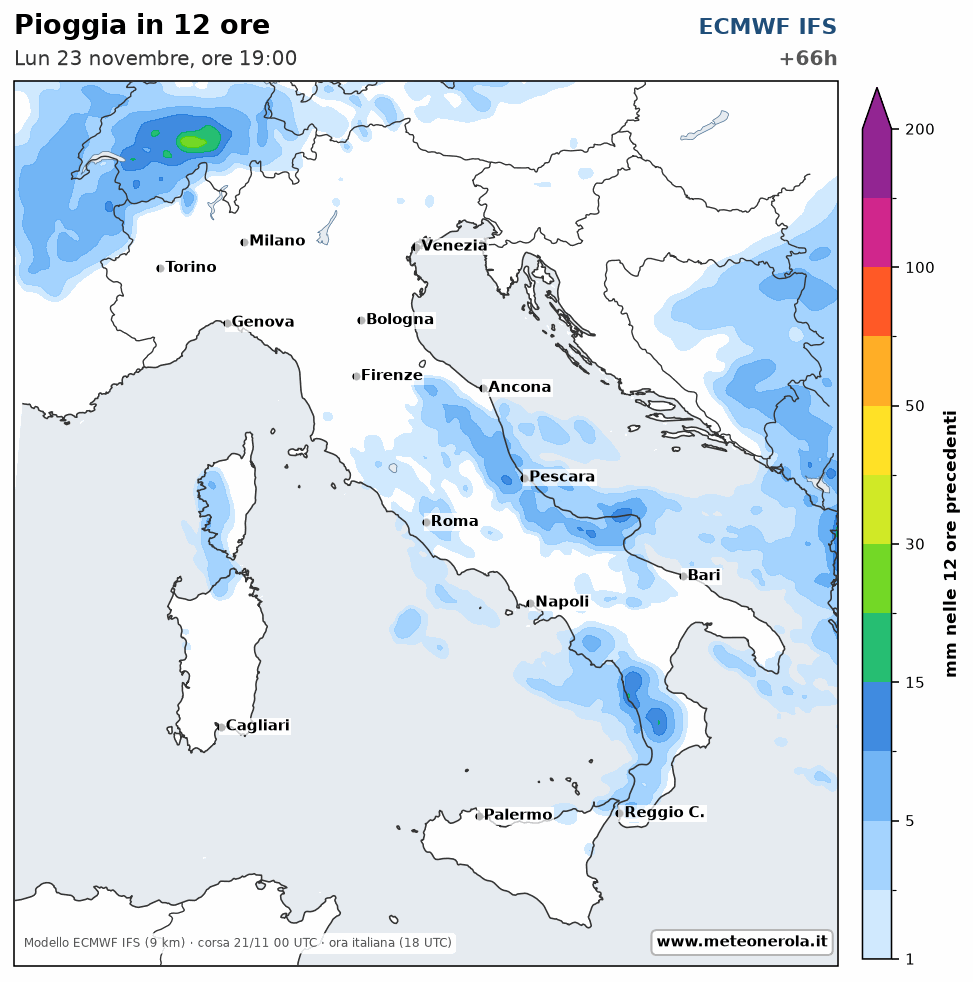 Pioggia in 12 ore
ECMWF IFS
Lun 23 novembre, ore 19:00
+66h
200
Milano
Venezia
Torino
100
Genova
Bologna
Firenze
Ancona
50
Pescara
Roma
30
Bari
Napoli
15
Cagliari
Palermo
Reggio C.
5
mm nelle 12 ore precedenti
Modello ECMWF IFS (9 km) · corsa 21/11 00 UTC · ora italiana (18 UTC)
www.meteonerola.it
1